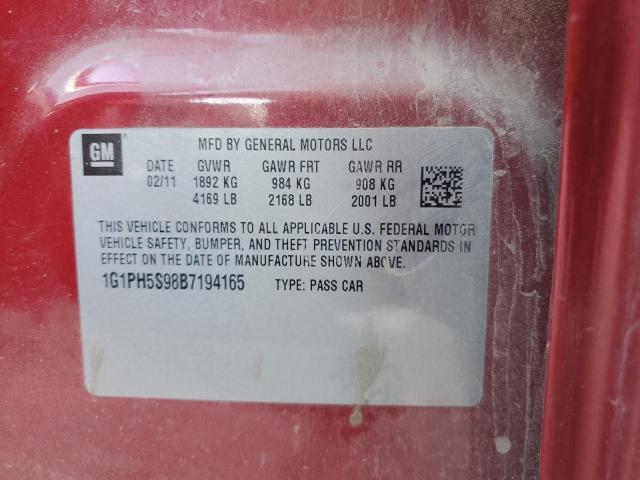 GM
MFD BY GENERAL MOTORS LLC
DATE GVWR GAWR FRT GAWR RR
02/11 1892 KG 984 KG 908 KG
4169 LB 2168 LB 2001 LB
THIS VEHICLE CONFORMS TO ALL APPLICABLE U.S. FEDERAL MOTOR
VEHICLE SAFETY, BUMPER, AND THEFT PREVENTION STANDARDS IN
EFFECT ON THE DATE OF MANUFACTURE SHOWN ABOVE.
1G1PH5S98B7194165 TYPE: PASS CAR